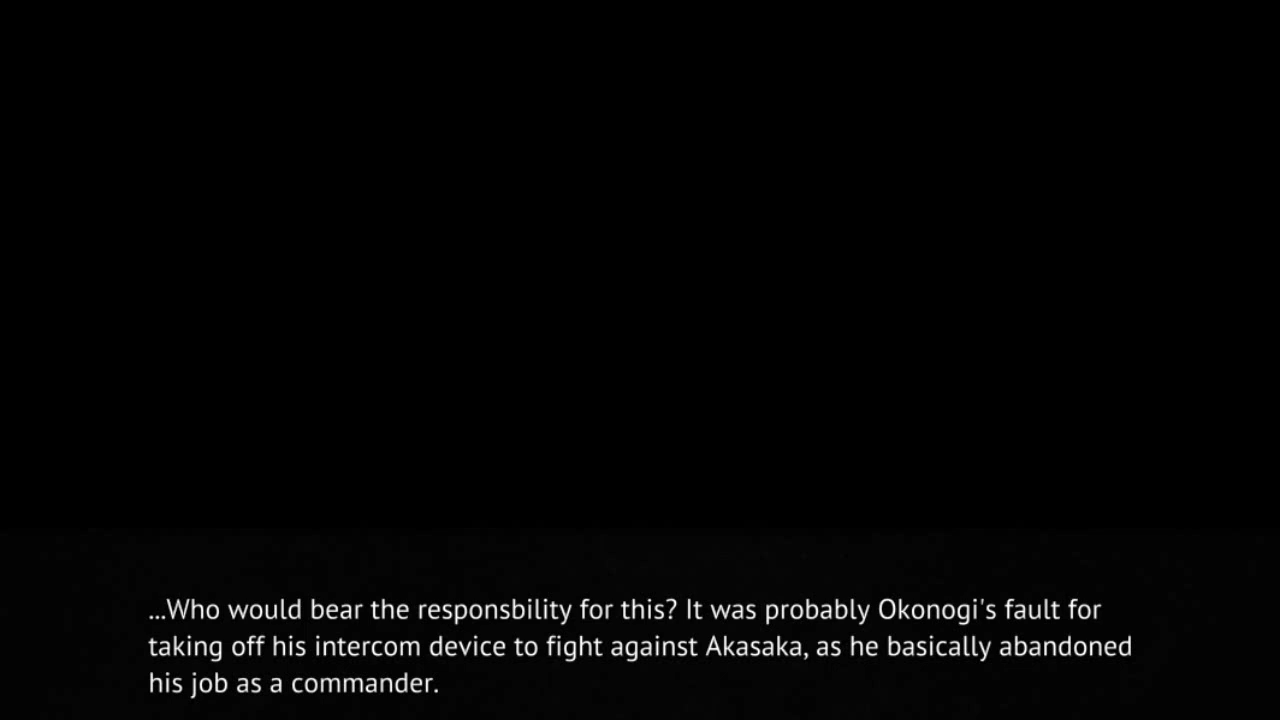 ...Who would bear the responsbility for this? It was probably Okonogi's fault for
taking off his intercom device to fight against Akasaka, as he basically abandoned
his job as a commander.